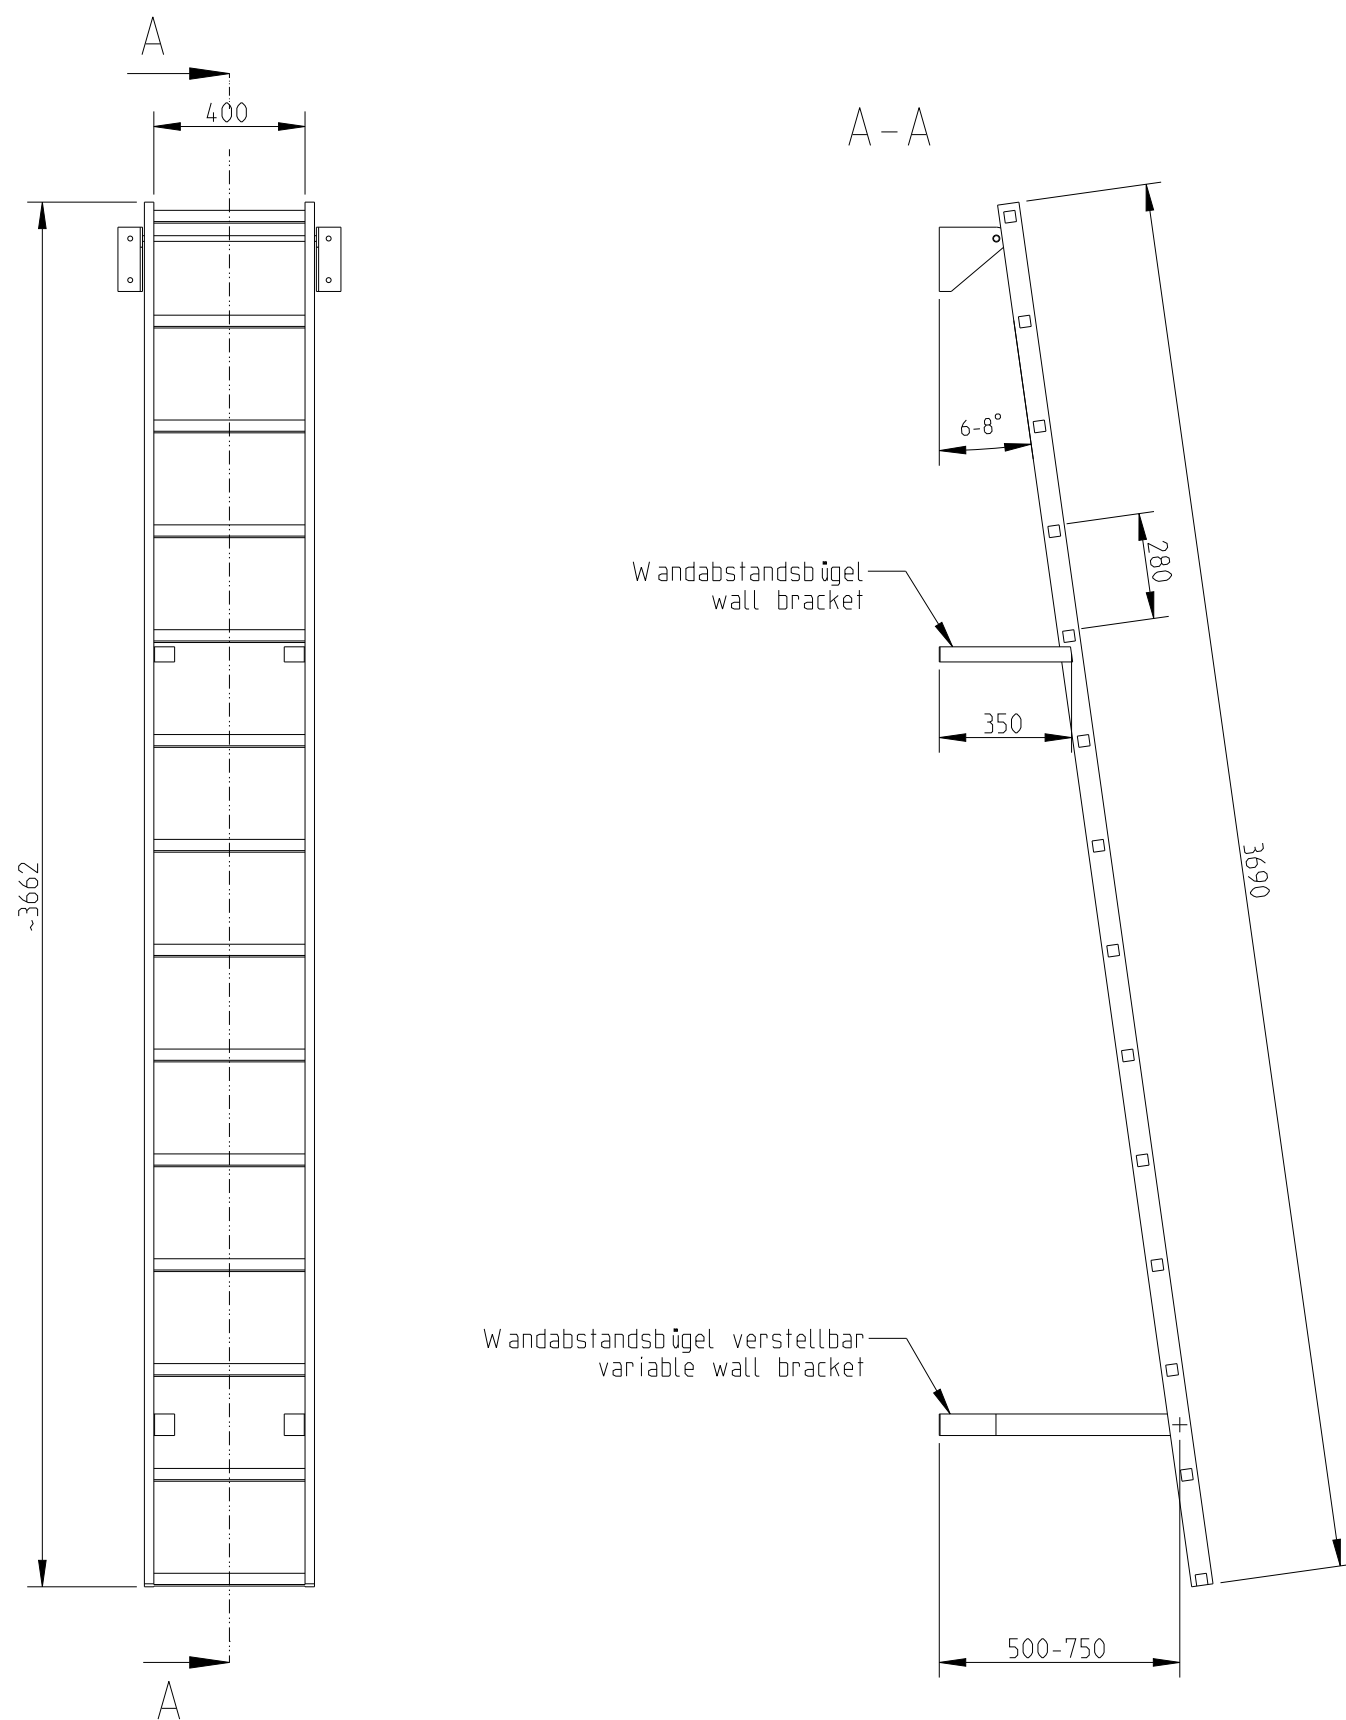 A
400
A-A
6-8°
280
Wandabstandsbügel
wall bracket
350
~3662
3690
Wandabstandsbügel verstellbar
variable wall bracket
500-750
A